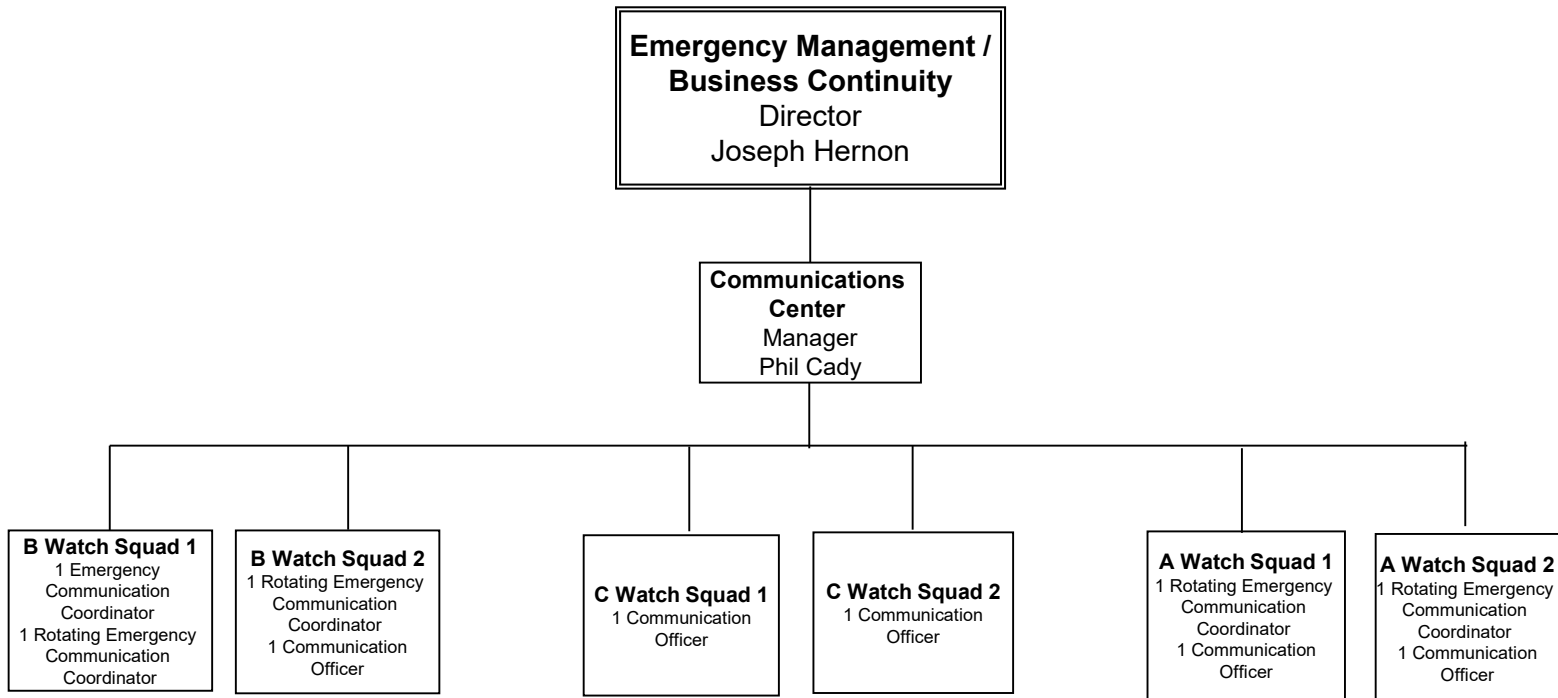 Emergency Management /
Business Continuity
Director
Joseph Hernon
Communications
Center
Manager
Phil Cady
B Watch Squad 1
1 Emergency
Communication
Coordinator
1 Rotating Emergency
Communication
Coordinator
B Watch Squad 2
1 Rotating Emergency
Communication
Coordinator
1 Communication
Officer
C Watch Squad 1
1 Communication
Officer
C Watch Squad 2
1 Communication
Officer
A Watch Squad 1
1 Rotating Emergency
Communication
Coordinator
1 Communication
Officer
A Watch Squad 2
1 Rotating Emergency
Communication
Coordinator
1 Communication
Officer